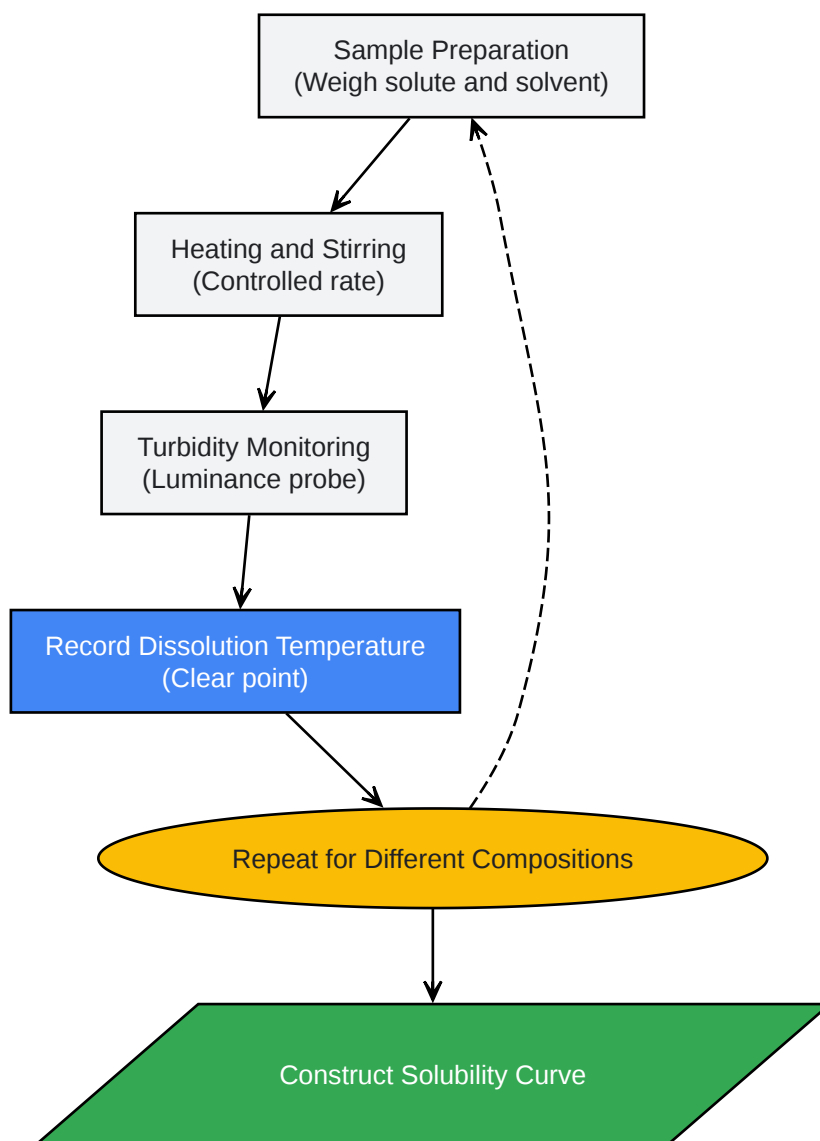 Sample Preparation
(Weigh solute and solvent)
Heating and Stirring
(Controlled rate)
Turbidity Monitoring
(Luminance probe)
Record Dissolution Temperature
(Clear point)
Repeat for Different Compositions
Construct Solubility Curve